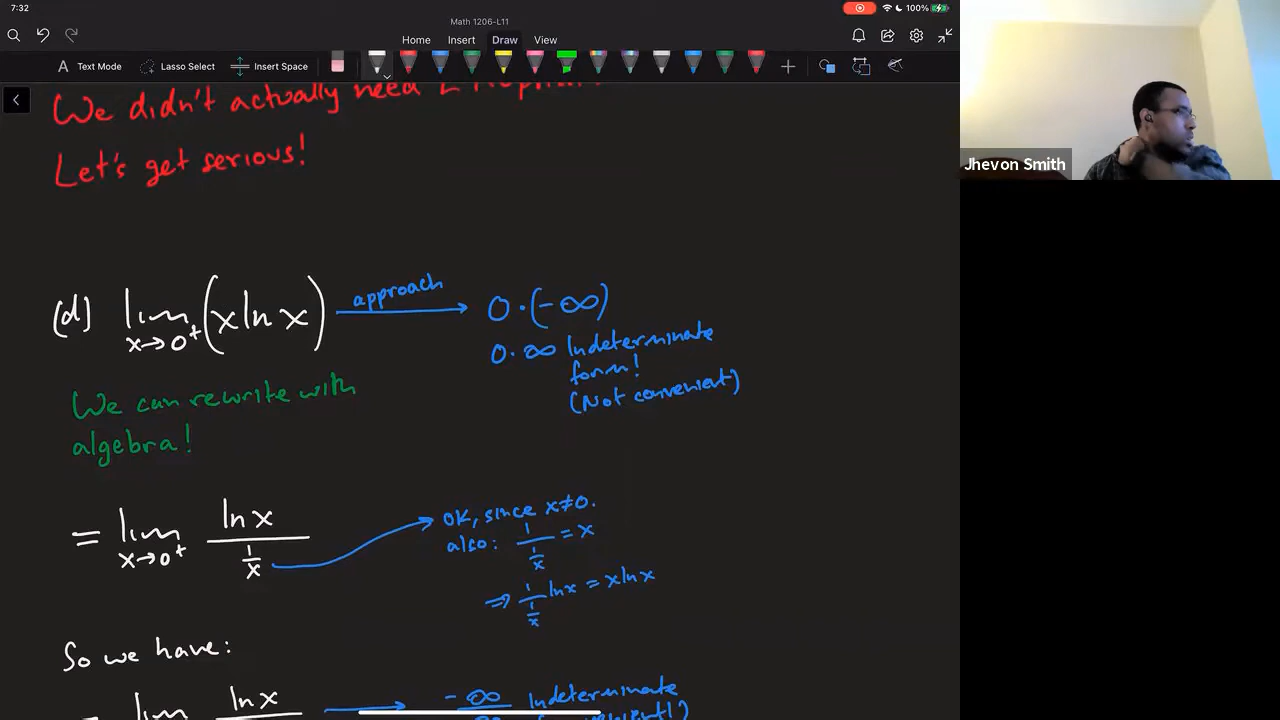 7:32
100%
Math 1206-L11
Home Insert Draw View
Text Mode Lasso Select Insert Space
We didn't actually need
Let's get serious!
Jhevon Smith
(d) lim x→0⁺ (x ln x) approach 0·(-∞)
0·∞ Indeterminate
form!
(Not convenient)
We can rewrite with
algebra!
= lim x→0⁺ ln x / (1/x)
OK, since x≠0.
also: 1/(1/x) = x
⇒ 1/(1/x) ln x = x ln x
So we have:
= lim ln x
-∞ Indeterminate